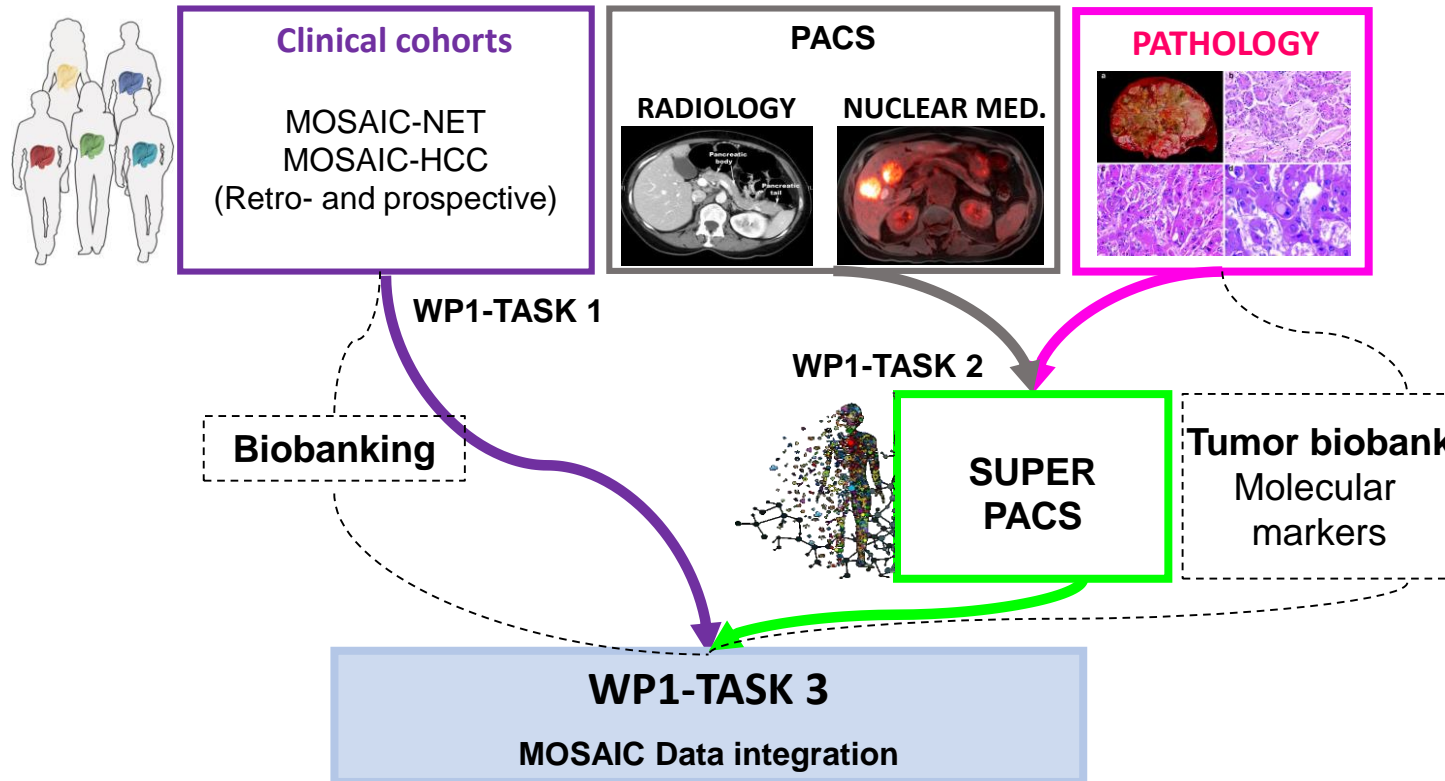 Clinical cohorts
MOSAIC-NET
MOSAIC-HCC
(Retro- and prospective)
PACS
RADIOLOGY
NUCLEAR MED.
Pancreatic
body
Pancreatic
tail
PATHOLOGY
a
b
WP1-TASK 1
WP1-TASK 2
Biobanking
SUPER
PACS
Tumor biobank
Molecular
markers
WP1-TASK 3
MOSAIC Data integration